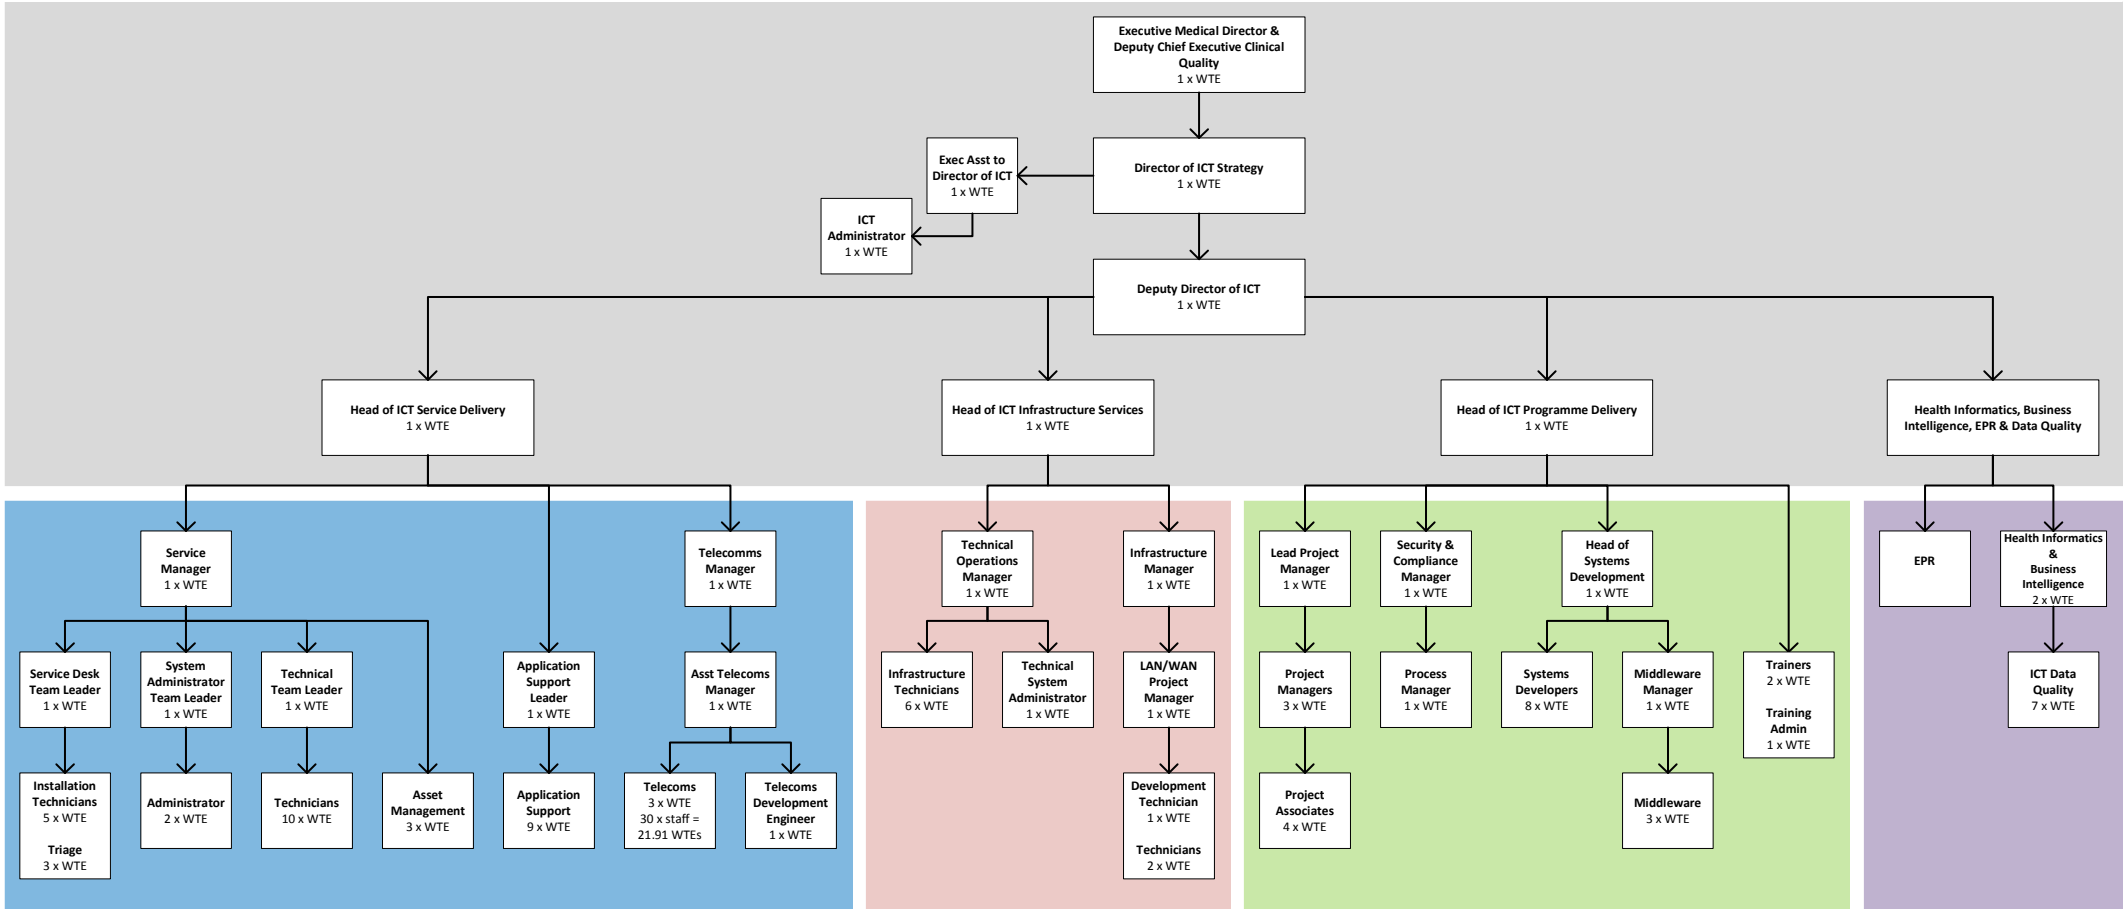 Executive Medical Director &
Deputy Chief Executive Clinical
Quality
1 x WTE
Exec Asst to
Director of ICT
1 x WTE
Director of ICT Strategy
1 x WTE
ICT
Administrator
1 x WTE
Deputy Director of ICT
1 x WTE
Head of ICT Service Delivery
1 x WTE
Head of ICT Infrastructure Services
1 x WTE
Head of ICT Programme Delivery
1 x WTE
Health Informatics, Business
Intelligence, EPR & Data Quality
Service
Manager
1 x WTE
Telecomms
Manager
1 x WTE
Technical
Operations
Manager
1 x WTE
Infrastructure
Manager
1 x WTE
Lead Project
Manager
1 x WTE
Security &
Compliance
Manager
1 x WTE
Head of
Systems
Development
1 x WTE
EPR
Health Informatics
&
Business
Intelligence
2 x WTE
Service Desk
Team Leader
1 x WTE
System
Administrator
Team Leader
1 x WTE
Technical
Team Leader
1 x WTE
Application
Support
Leader
1 x WTE
Asst Telecoms
Manager
1 x WTE
Infrastructure
Technicians
6 x WTE
Technical
System
Administrator
1 x WTE
LAN/WAN
Project
Manager
1 x WTE
Project
Managers
3 x WTE
Process
Manager
1 x WTE
Systems
Developers
8 x WTE
Middleware
Manager
1 x WTE
Trainers
2 x WTE
Training
Admin
1 x WTE
ICT Data
Quality
7 x WTE
Installation
Technicians
5 x WTE
Triage
3 x WTE
Administrator
2 x WTE
Technicians
10 x WTE
Asset
Management
3 x WTE
Application
Support
9 x WTE
Telecoms
3 x WTE
30 x staff =
21.91 WTEs
Telecoms
Development
Engineer
1 x WTE
Development
Technician
1 x WTE
Technicians
2 x WTE
Project
Associates
4 x WTE
Middleware
3 x WTE